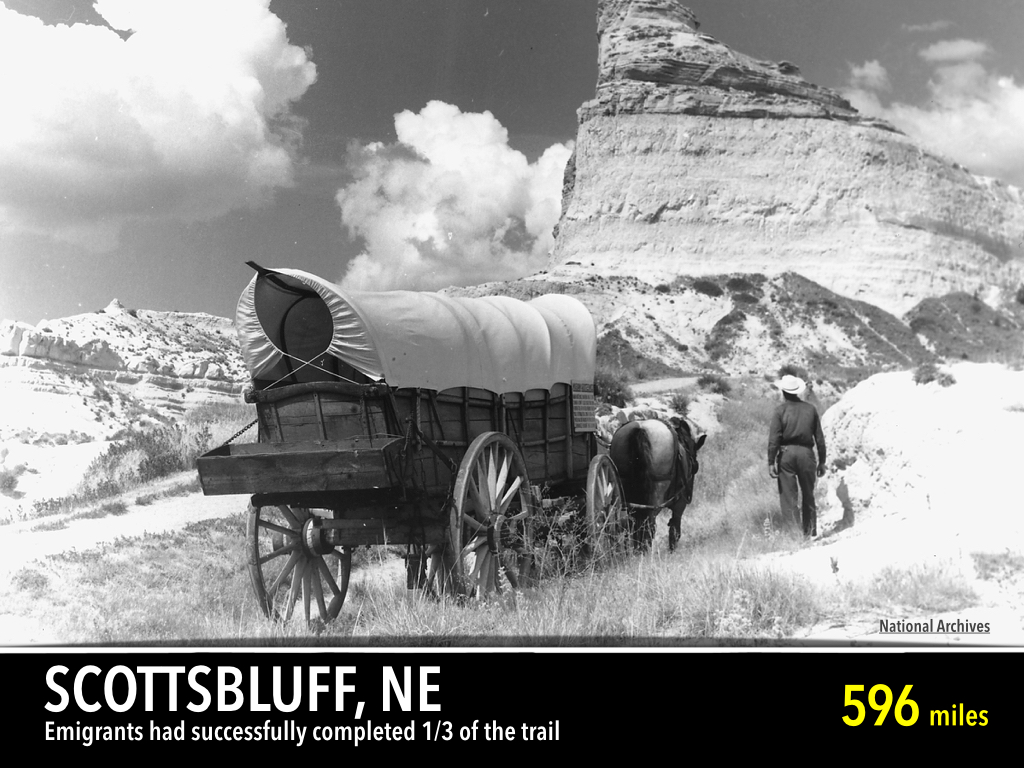 National Archives
SCOTTSBLUFF, NE
Emigrants had successfully completed 1/3 of the trail
596 miles